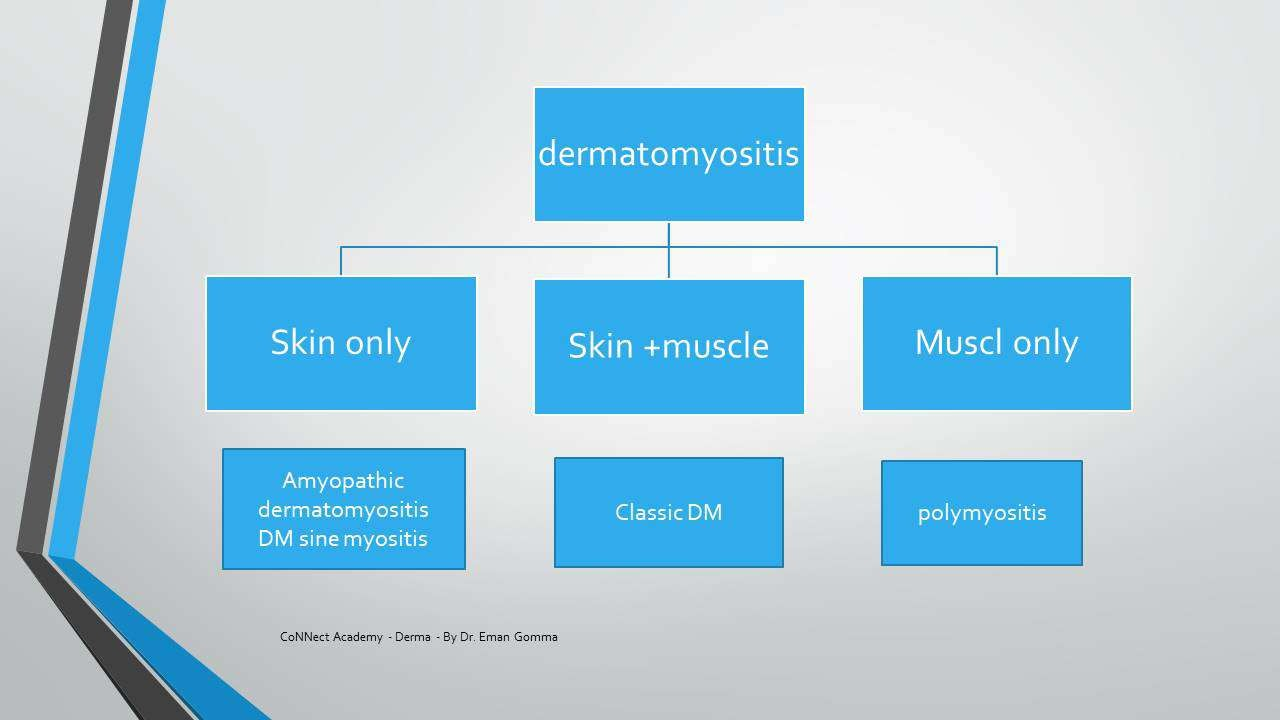 dermatomyositis
Skin only
Skin +muscle
Muscl only
Amyopathic
dermatomyositis
DM sine myositis
Classic DM
polymyositis
CoNNect Academy - Derma - By Dr. Eman Gomma